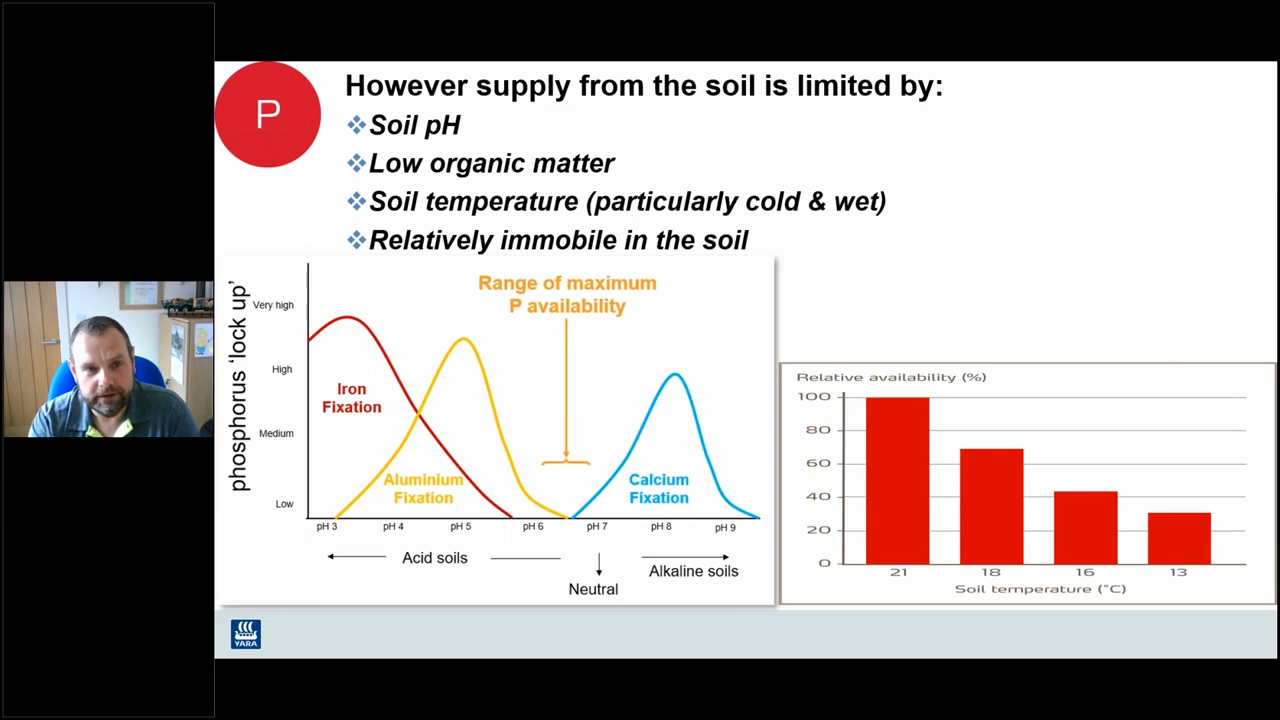 P
However supply from the soil is limited by:
Soil pH
Low organic matter
Soil temperature (particularly cold & wet)
Relatively immobile in the soil
phosphorus 'lock up'
Very high
High
Medium
Low
Range of maximum
P availability
Iron
Fixation
Aluminium
Fixation
Calcium
Fixation
pH 3 pH 4 pH 5 pH 6 pH 7 pH 8 pH 9
Acid soils
Neutral
Alkaline soils
Relative availability (%)
100
80
60
40
20
0
21 18 16 13
Soil temperature (°C)
YARA